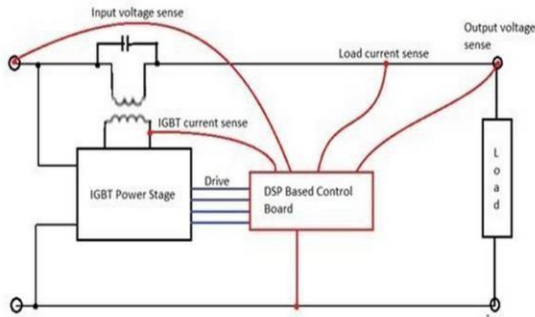 Input voltage sense
Output voltage
sense
Load current sense
IGBT current sense
IGBT Power Stage
Drive
DSP Based Control
Board
L
o
a
d